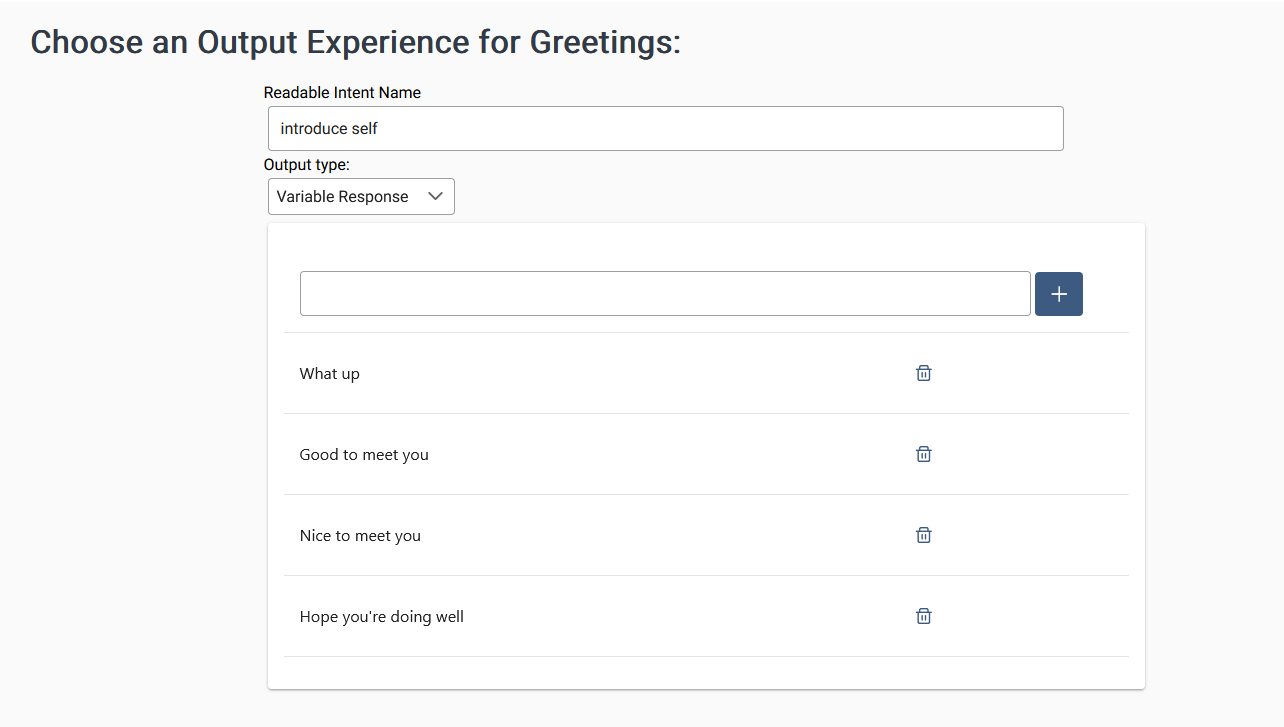 Choose an Output Experience for Greetings:
Readable Intent Name
introduce self
Output type:
Variable Response
What up
Good to meet you
Nice to meet you
Hope you're doing well